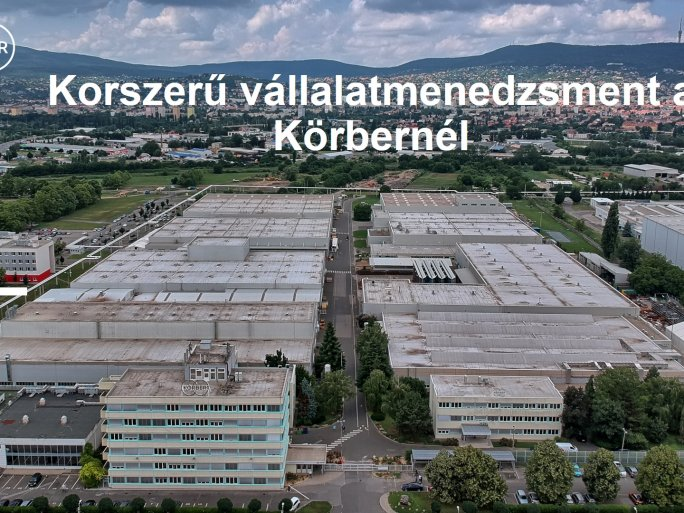 Korszerű vállalatmenedzsment a
Körbernél
KÖRBER